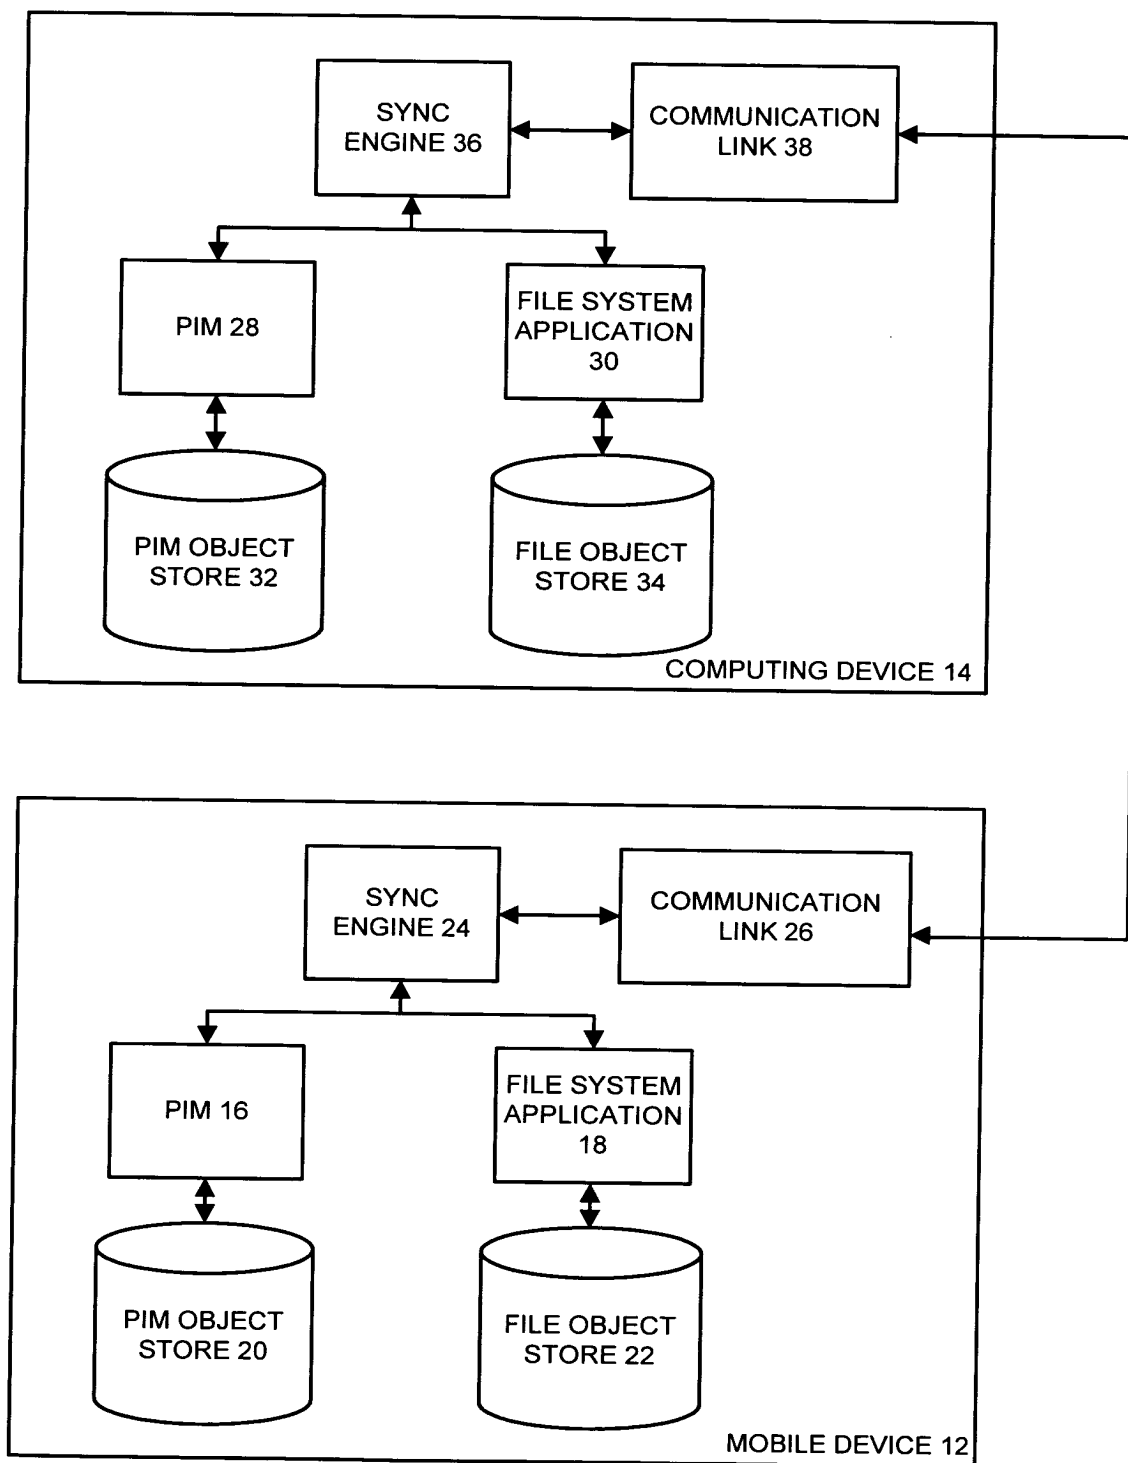 SYNC
ENGINE 36
COMMUNICATION
LINK 38
PIM 28
FILE SYSTEM
APPLICATION
30
PIM OBJECT
STORE 32
FILE OBJECT
STORE 34
COMPUTING DEVICE 14
SYNC
ENGINE 24
COMMUNICATION
LINK 26
PIM 16
FILE SYSTEM
APPLICATION
18
PIM OBJECT
STORE 20
FILE OBJECT
STORE 22
MOBILE DEVICE 12